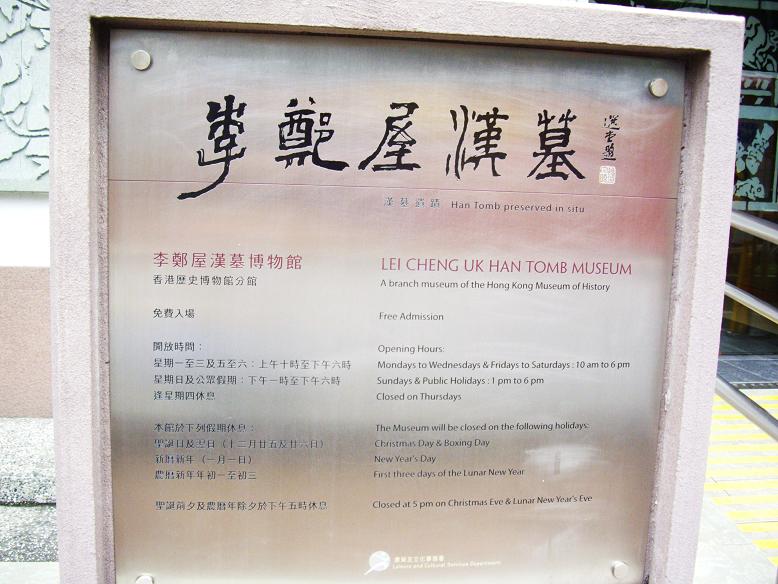 李鄭屋漢墓
選堂題
漢墓遺蹟 Han Tomb preserved in situ
李鄭屋漢墓博物館
香港歷史博物館分館
免費入場
開放時間：
星期一至三及五至六：上午十時至下午六時
星期日及公眾假期：下午一時至下午六時
逢星期四休息
本館於下列假期休息：
聖誕日及翌日（十二月廿五及廿六日）
新曆新年（一月一日）
農曆新年年初一至初三
聖誕前夕及農曆年除夕於下午五時休息
LEI CHENG UK HAN TOMB MUSEUM
A branch museum of the Hong Kong Museum of History
Free Admission
Opening Hours:
Mondays to Wednesdays & Fridays to Saturdays : 10 am to 6 pm
Sundays & Public Holidays : 1 pm to 6 pm
Closed on Thursdays
The Museum will be closed on the following holidays:
Christmas Day & Boxing Day
New Year's Day
First three days of the Lunar New Year
Closed at 5 pm on Christmas Eve & Lunar New Year's Eve
康樂及文化事務署
Leisure and Cultural Services Department